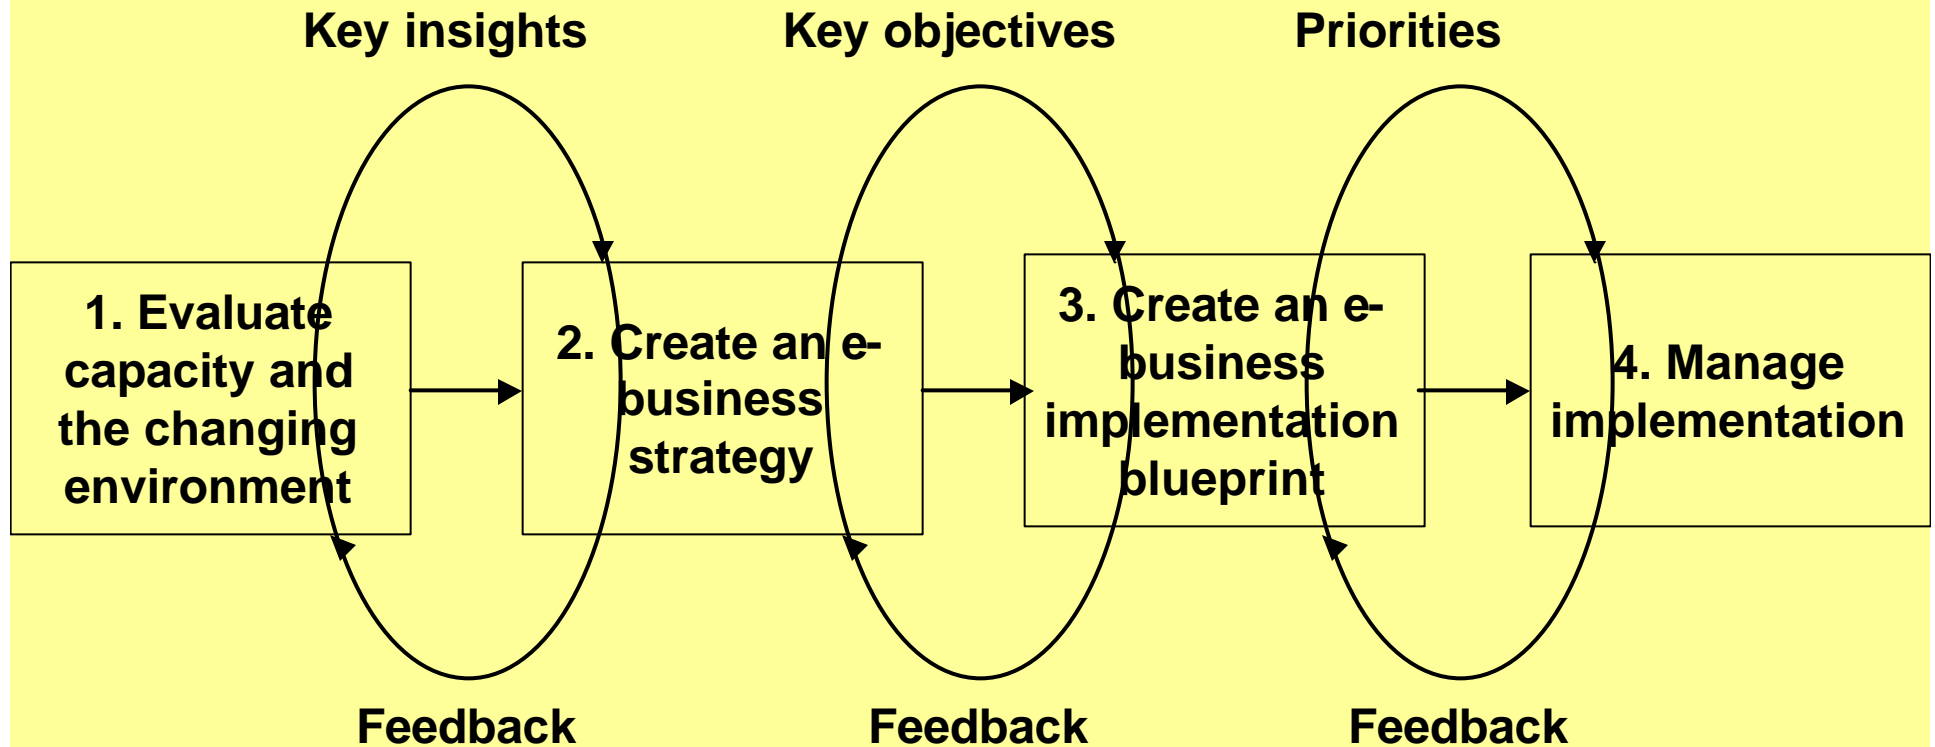 Key insights
Key objectives
Priorities
1. Evaluate
capacity and
the changing
environment
2. Create an e-
business
strategy
3. Create an e-
business
implementation
blueprint
4. Manage
implementation
Feedback
Feedback
Feedback